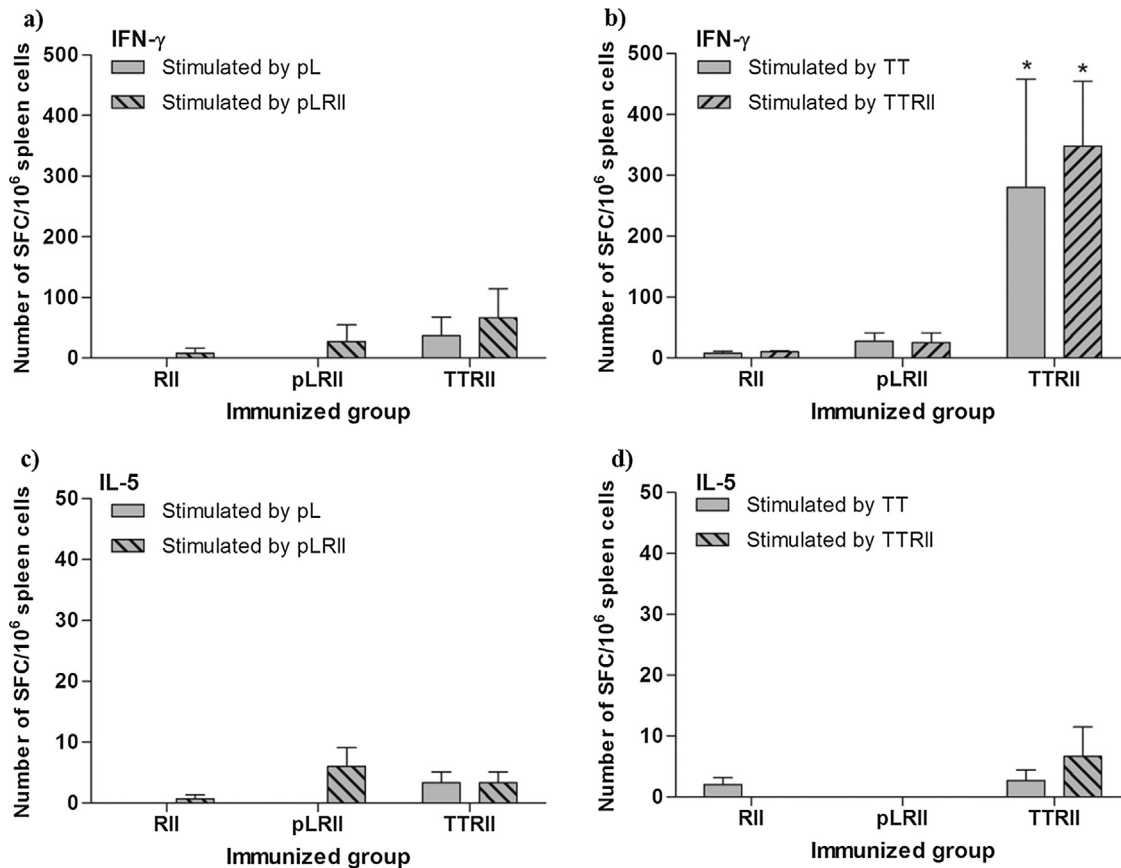 a)
IFN-γ
Stimulated by pL
Stimulated by pLRII
Number of SFC/10⁶ spleen cells
500
400
300
200
100
0
RII pLRII TTRII
Immunized group
b)
IFN-γ
Stimulated by TT
Stimulated by TTRII
Number of SFC/10⁶ spleen cells
500
400
300
200
100
0
* *
RII pLRII TTRII
Immunized group
c)
IL-5
Stimulated by pL
Stimulated by pLRII
Number of SFC/10⁶ spleen cells
50
40
30
20
10
0
RII pLRII TTRII
Immunized group
d)
IL-5
Stimulated by TT
Stimulated by TTRII
Number of SFC/10⁶ spleen cells
50
40
30
20
10
0
RII pLRII TTRII
Immunized group